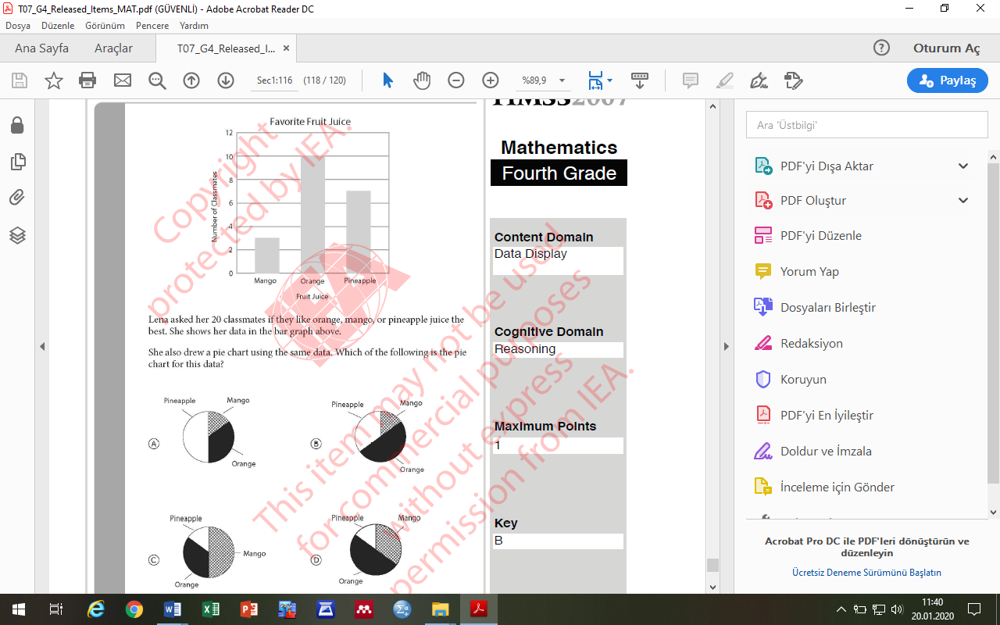 T07_G4_Released_Items_MAT.pdf (GÜVENLİ) - Adobe Acrobat Reader DC
Dosya Düzenle Görünüm Pencere Yardım
Ana Sayfa Araçlar T07_G4_Released_I... Oturum Aç
Sec1:116 (118 / 120) %89,9 Paylaş
TIMSS2007
Mathematics
Fourth Grade
Content Domain
Data Display
Cognitive Domain
Reasoning
Maximum Points
1
Key
B
Favorite Fruit Juice
12
10
8
6
4
2
0
Number of Classmates
Mango Orange Pineapple
Fruit Juice
Lena asked her 20 classmates if they like orange, mango, or pineapple juice the
best. She shows her data in the bar graph above.
She also drew a pie chart using the same data. Which of the following is the pie
chart for this data?
Pineapple Mango
A
Orange
Pineapple Mango
B
Orange
Pineapple
C Mango
Orange
Pineapple Mango
D
Orange
Copyright
protected by IEA.
IEA
This item may not be used
for commercial purposes
without express
permission from IEA.
Ara 'Üstbilgi'
PDF'yi Dışa Aktar
PDF Oluştur
PDF'yi Düzenle
Yorum Yap
Dosyaları Birleştir
Redaksiyon
Koruyun
PDF'yi En İyileştir
Doldur ve İmzala
İnceleme için Gönder
Acrobat Pro DC ile PDF'leri dönüştürün ve
düzenleyin
Ücretsiz Deneme Sürümünü Başlatın
11:40
20.01.2020